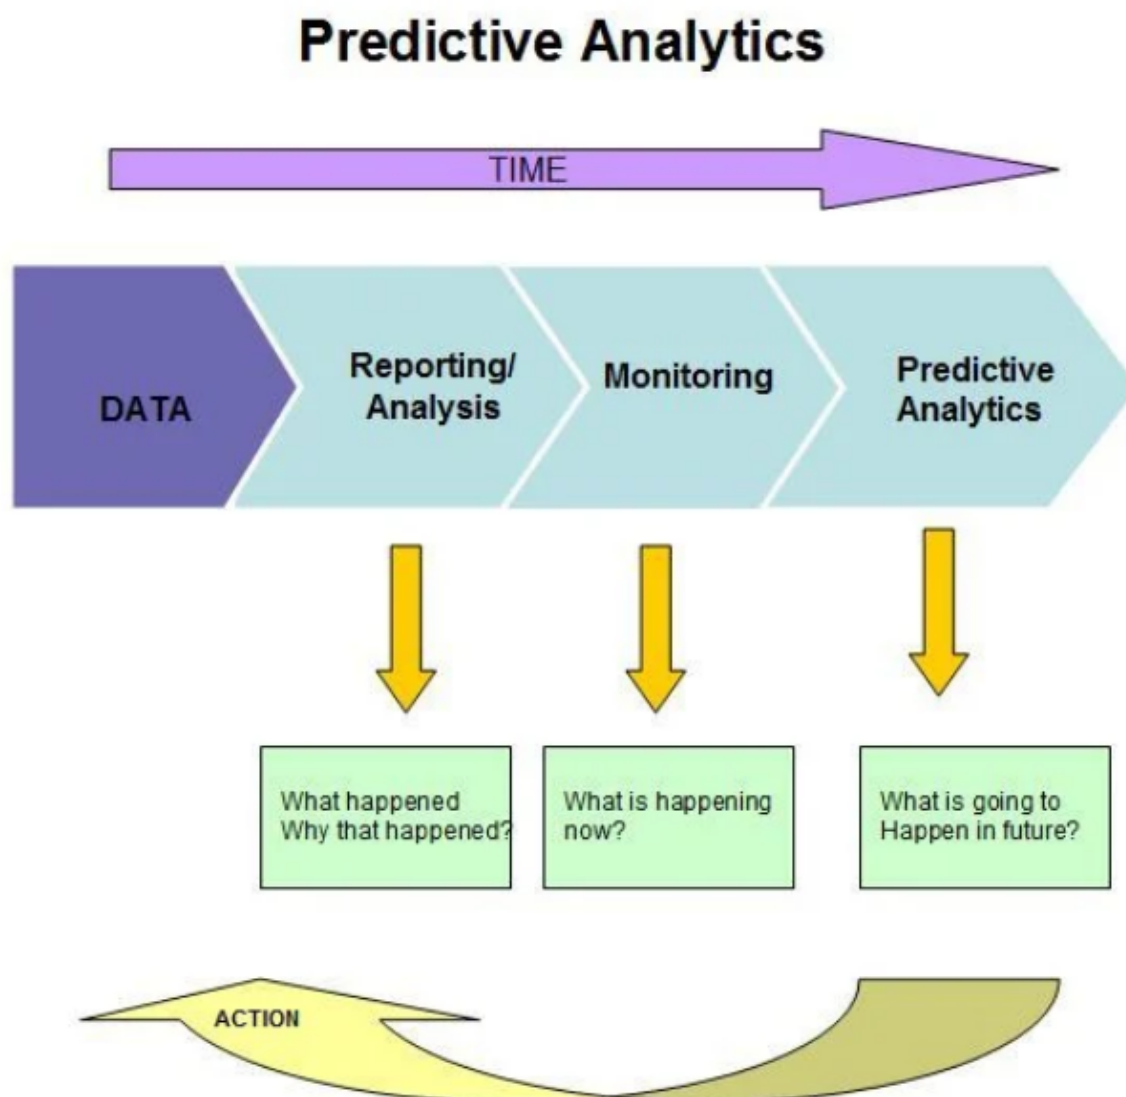 Predictive Analytics
TIME
DATA
Reporting/
Analysis
Monitoring
Predictive
Analytics
What happened
Why that happened?
What is happening
now?
What is going to
Happen in future?
ACTION